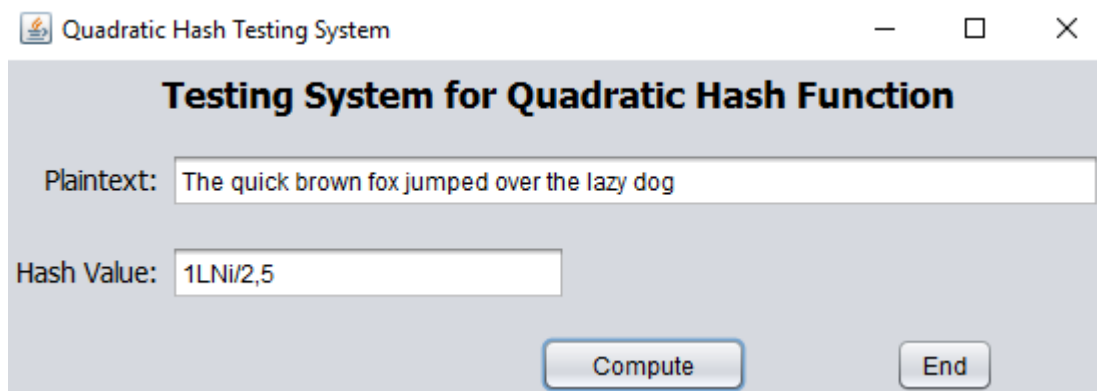 Quadratic Hash Testing System
Testing System for Quadratic Hash Function
Plaintext: The quick brown fox jumped over the lazy dog
Hash Value: 1LNi/2,5
Compute End